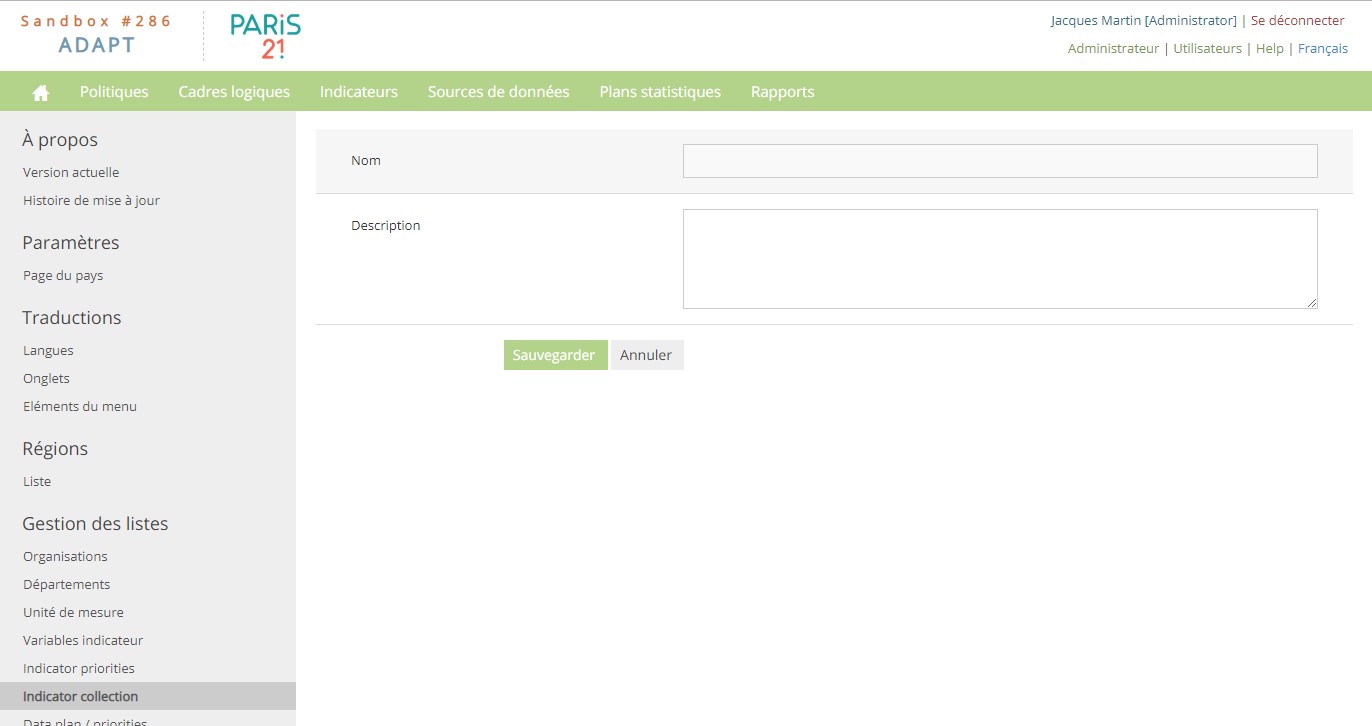 Sandbox #286
ADAPT
PARiS
21
Jacques Martin [Administrator] | Se déconnecter
Administrateur | Utilisateurs | Help | Français
Politiques Cadres logiques Indicateurs Sources de données Plans statistiques Rapports
À propos
Version actuelle
Histoire de mise à jour
Paramètres
Page du pays
Traductions
Langues
Onglets
Eléments du menu
Régions
Liste
Gestion des listes
Organisations
Départements
Unité de mesure
Variables indicateur
Indicator priorities
Indicator collection
Data plan / priorities
Nom
Description
Sauvegarder Annuler